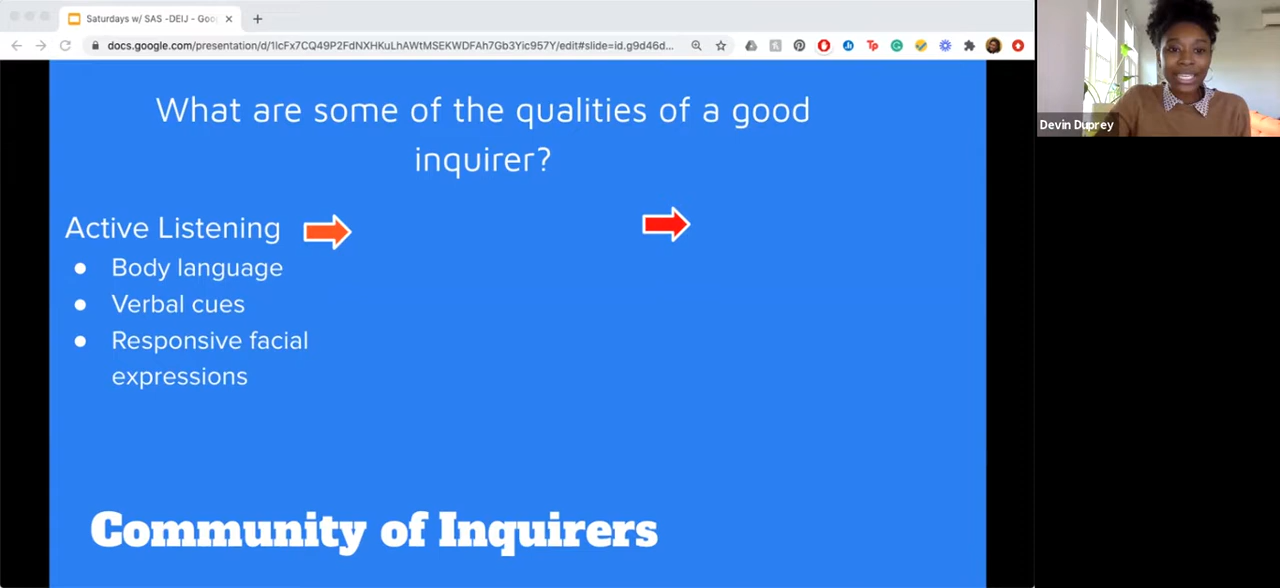 Saturdays w/ SAS -DEIJ - Goo
docs.google.com/presentation/d/1lcFx7CQ49P2FdNXHKuLhAWtMSEKWDFAh7Gb3Yic957Y/edit#slide=id.g9d46d...
What are some of the qualities of a good
inquirer?
Active Listening
Body language
Verbal cues
Responsive facial
expressions
Community of Inquirers
Devin Duprey